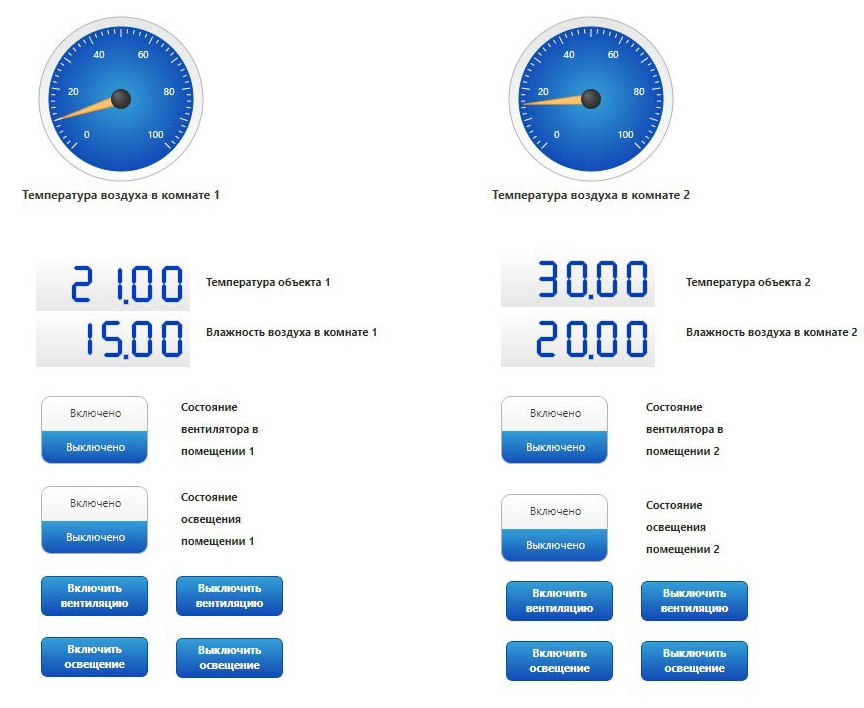 40 60
20 80
0 100
Температура воздуха в комнате 1
40 60
20 80
0 100
Температура воздуха в комнате 2
21.00 Температура объекта 1
15.00 Влажность воздуха в комнате 1
30.00 Температура объекта 2
20.00 Влажность воздуха в комнате 2
Включено
Выключено
Состояние
вентилятора в
помещении 1
Включено
Выключено
Состояние
вентилятора в
помещении 2
Включено
Выключено
Состояние
освещения
помещении 1
Включено
Выключено
Состояние
освещения
помещении 2
Включить
вентиляцию
Выключить
вентиляцию
Включить
вентиляцию
Выключить
вентиляцию
Включить
освещение
Выключить
освещение
Включить
освещение
Выключить
освещение